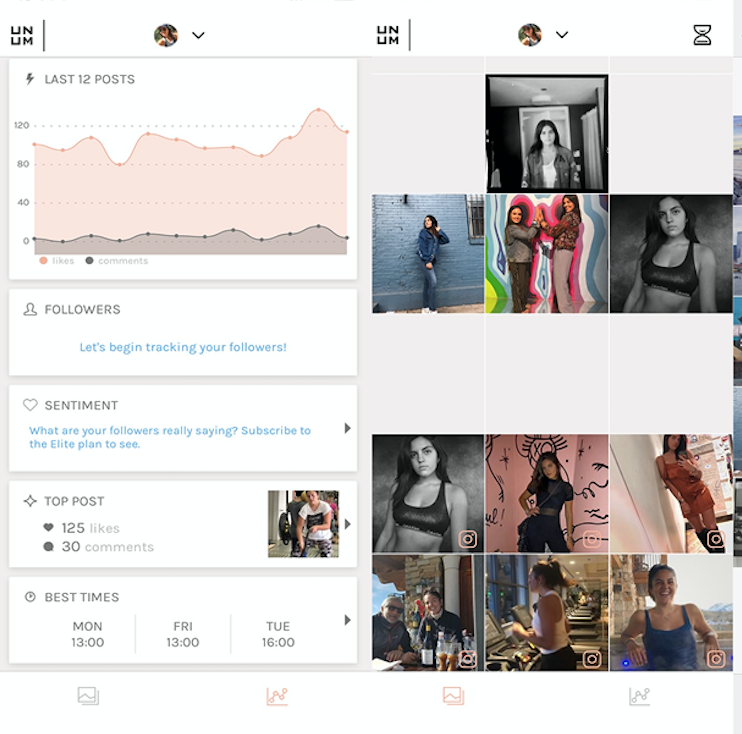 UN
UM
LAST 12 POSTS
120
80
40
0
likes comments
FOLLOWERS
Let's begin tracking your followers!
SENTIMENT
What are your followers really saying? Subscribe to
the Elite plan to see.
TOP POST
125 likes
30 comments
BEST TIMES
MON FRI TUE
13:00 13:00 16:00
UN
UM